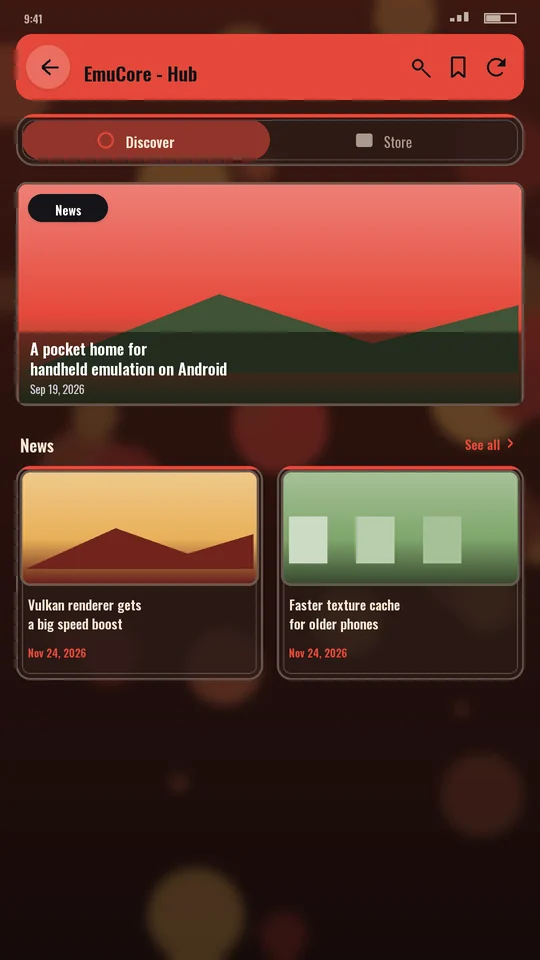 9:41
EmuCore - Hub
Discover
Store
News
A pocket home for
handheld emulation on Android
Sep 19, 2026
News
See all
Vulkan renderer gets
a big speed boost
Nov 24, 2026
Faster texture cache
for older phones
Nov 24, 2026